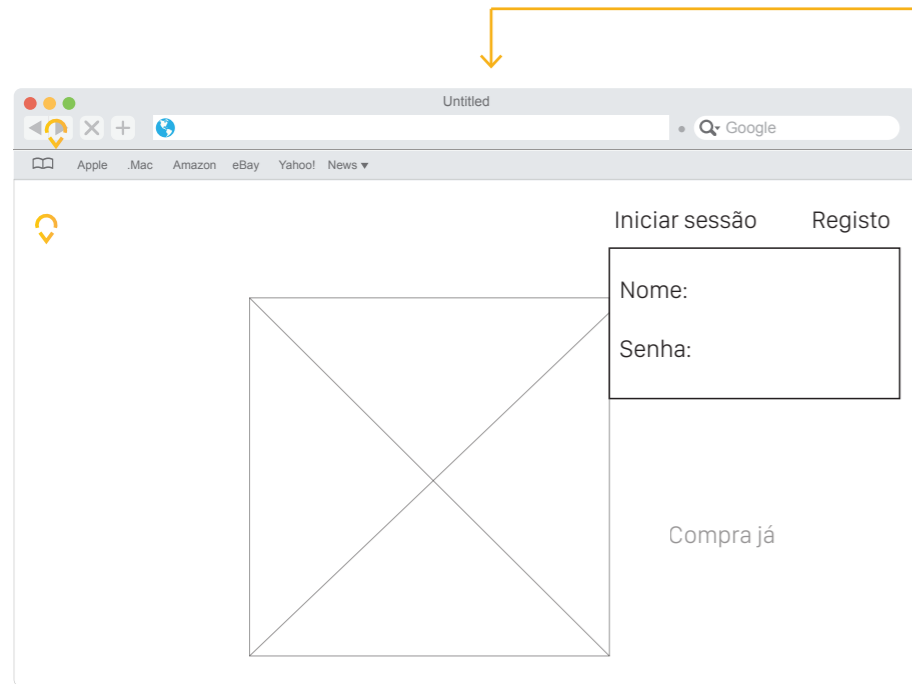 Untitled
Google
Apple .Mac Amazon eBay Yahoo! News
Iniciar sessão Registo
Nome:
Senha:
Compra já